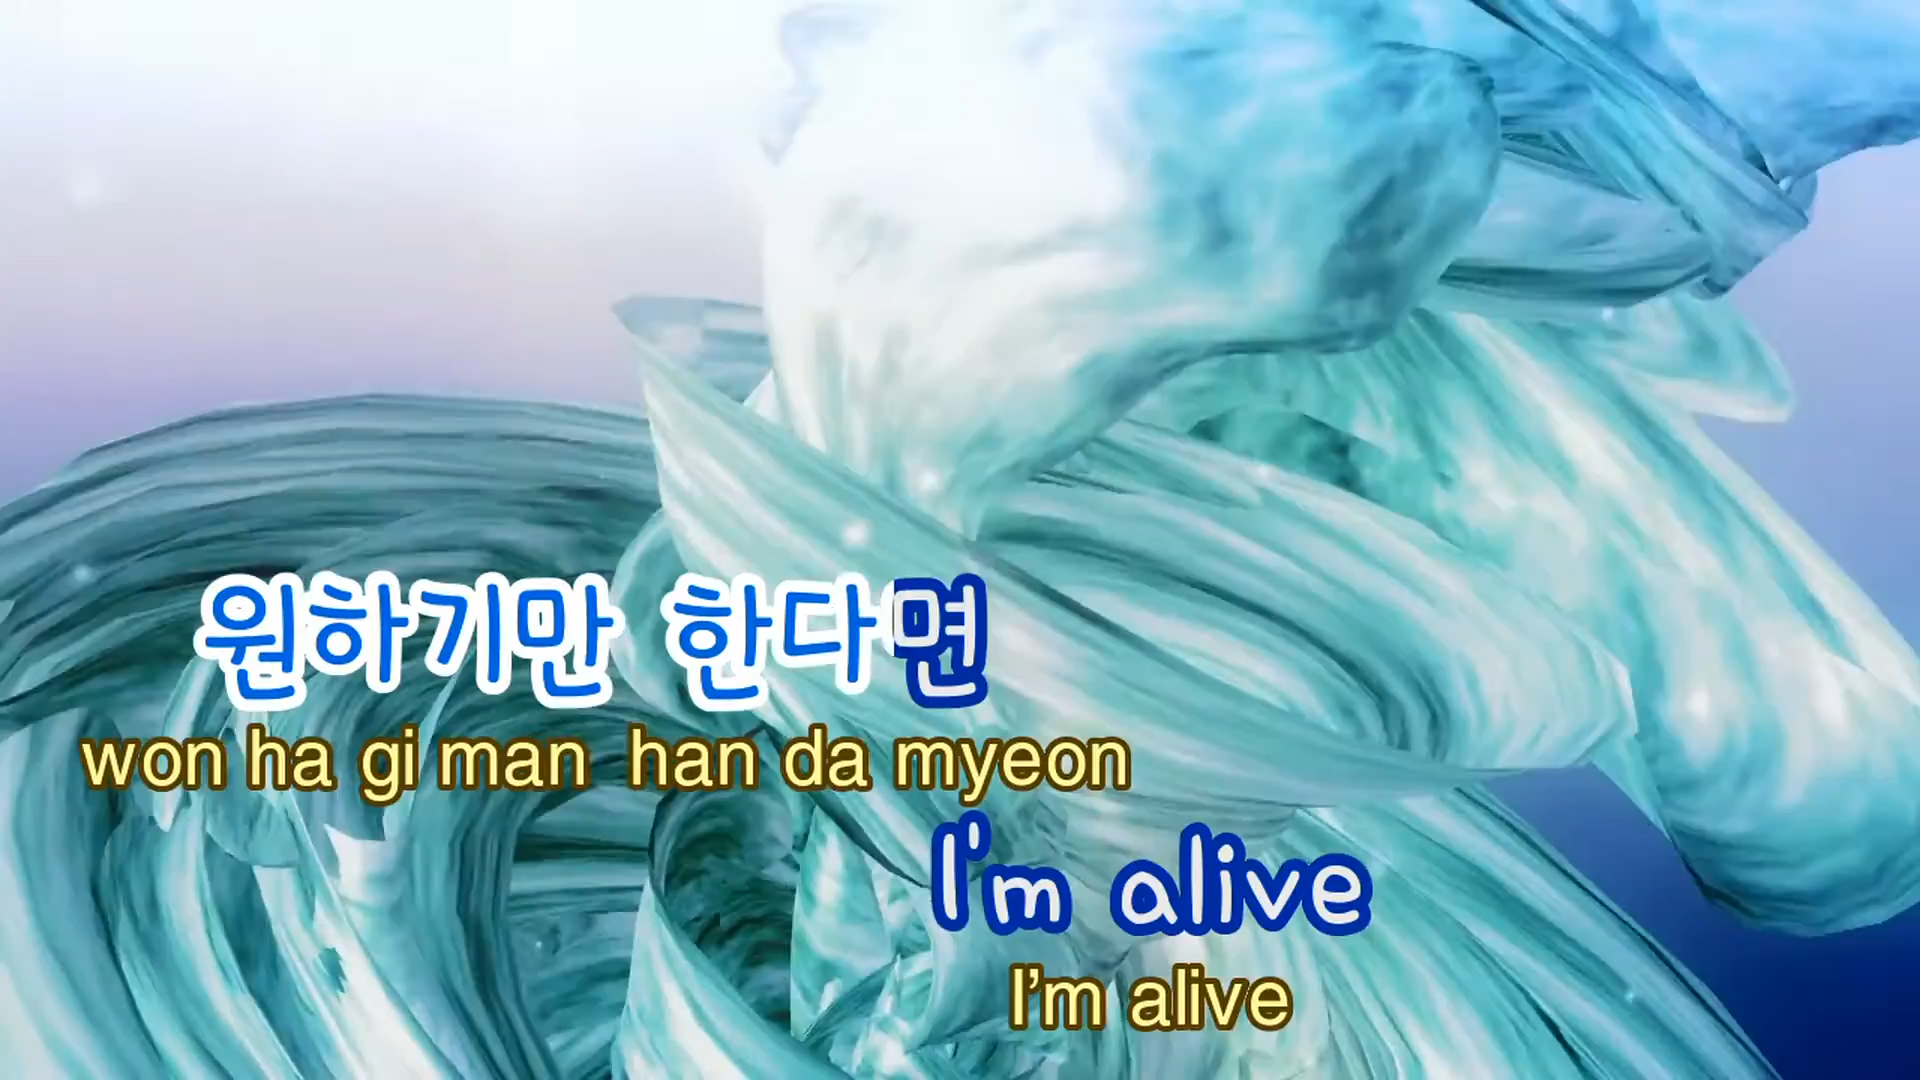 원하기만 한다면
won ha gi man han da myeon
I'm alive
I'm alive